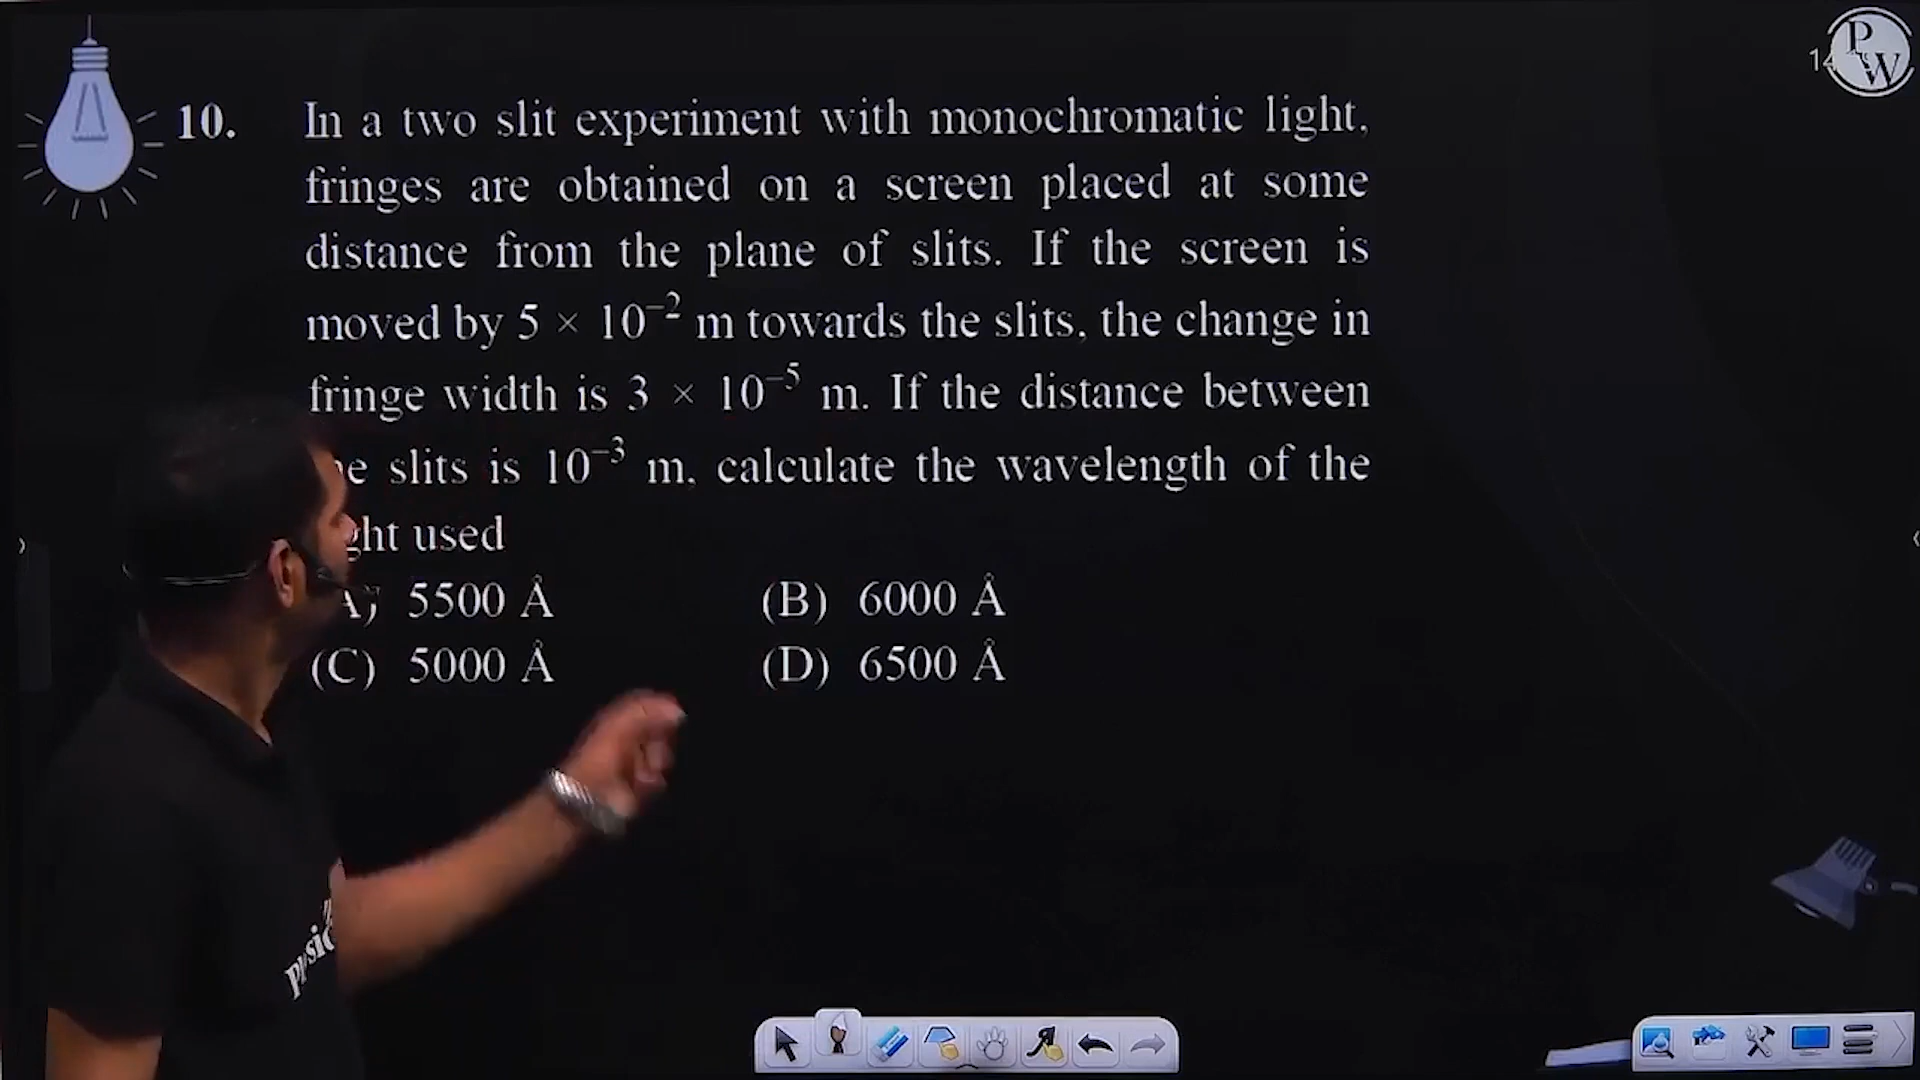 10. In a two slit experiment with monochromatic light,
fringes are obtained on a screen placed at some
distance from the plane of slits. If the screen is
moved by 5 × 10⁻² m towards the slits, the change in
fringe width is 3 × 10⁻⁵ m. If the distance between
e slits is 10⁻³ m, calculate the wavelength of the
ght used
A) 5500 Å (B) 6000 Å
(C) 5000 Å (D) 6500 Å
PW